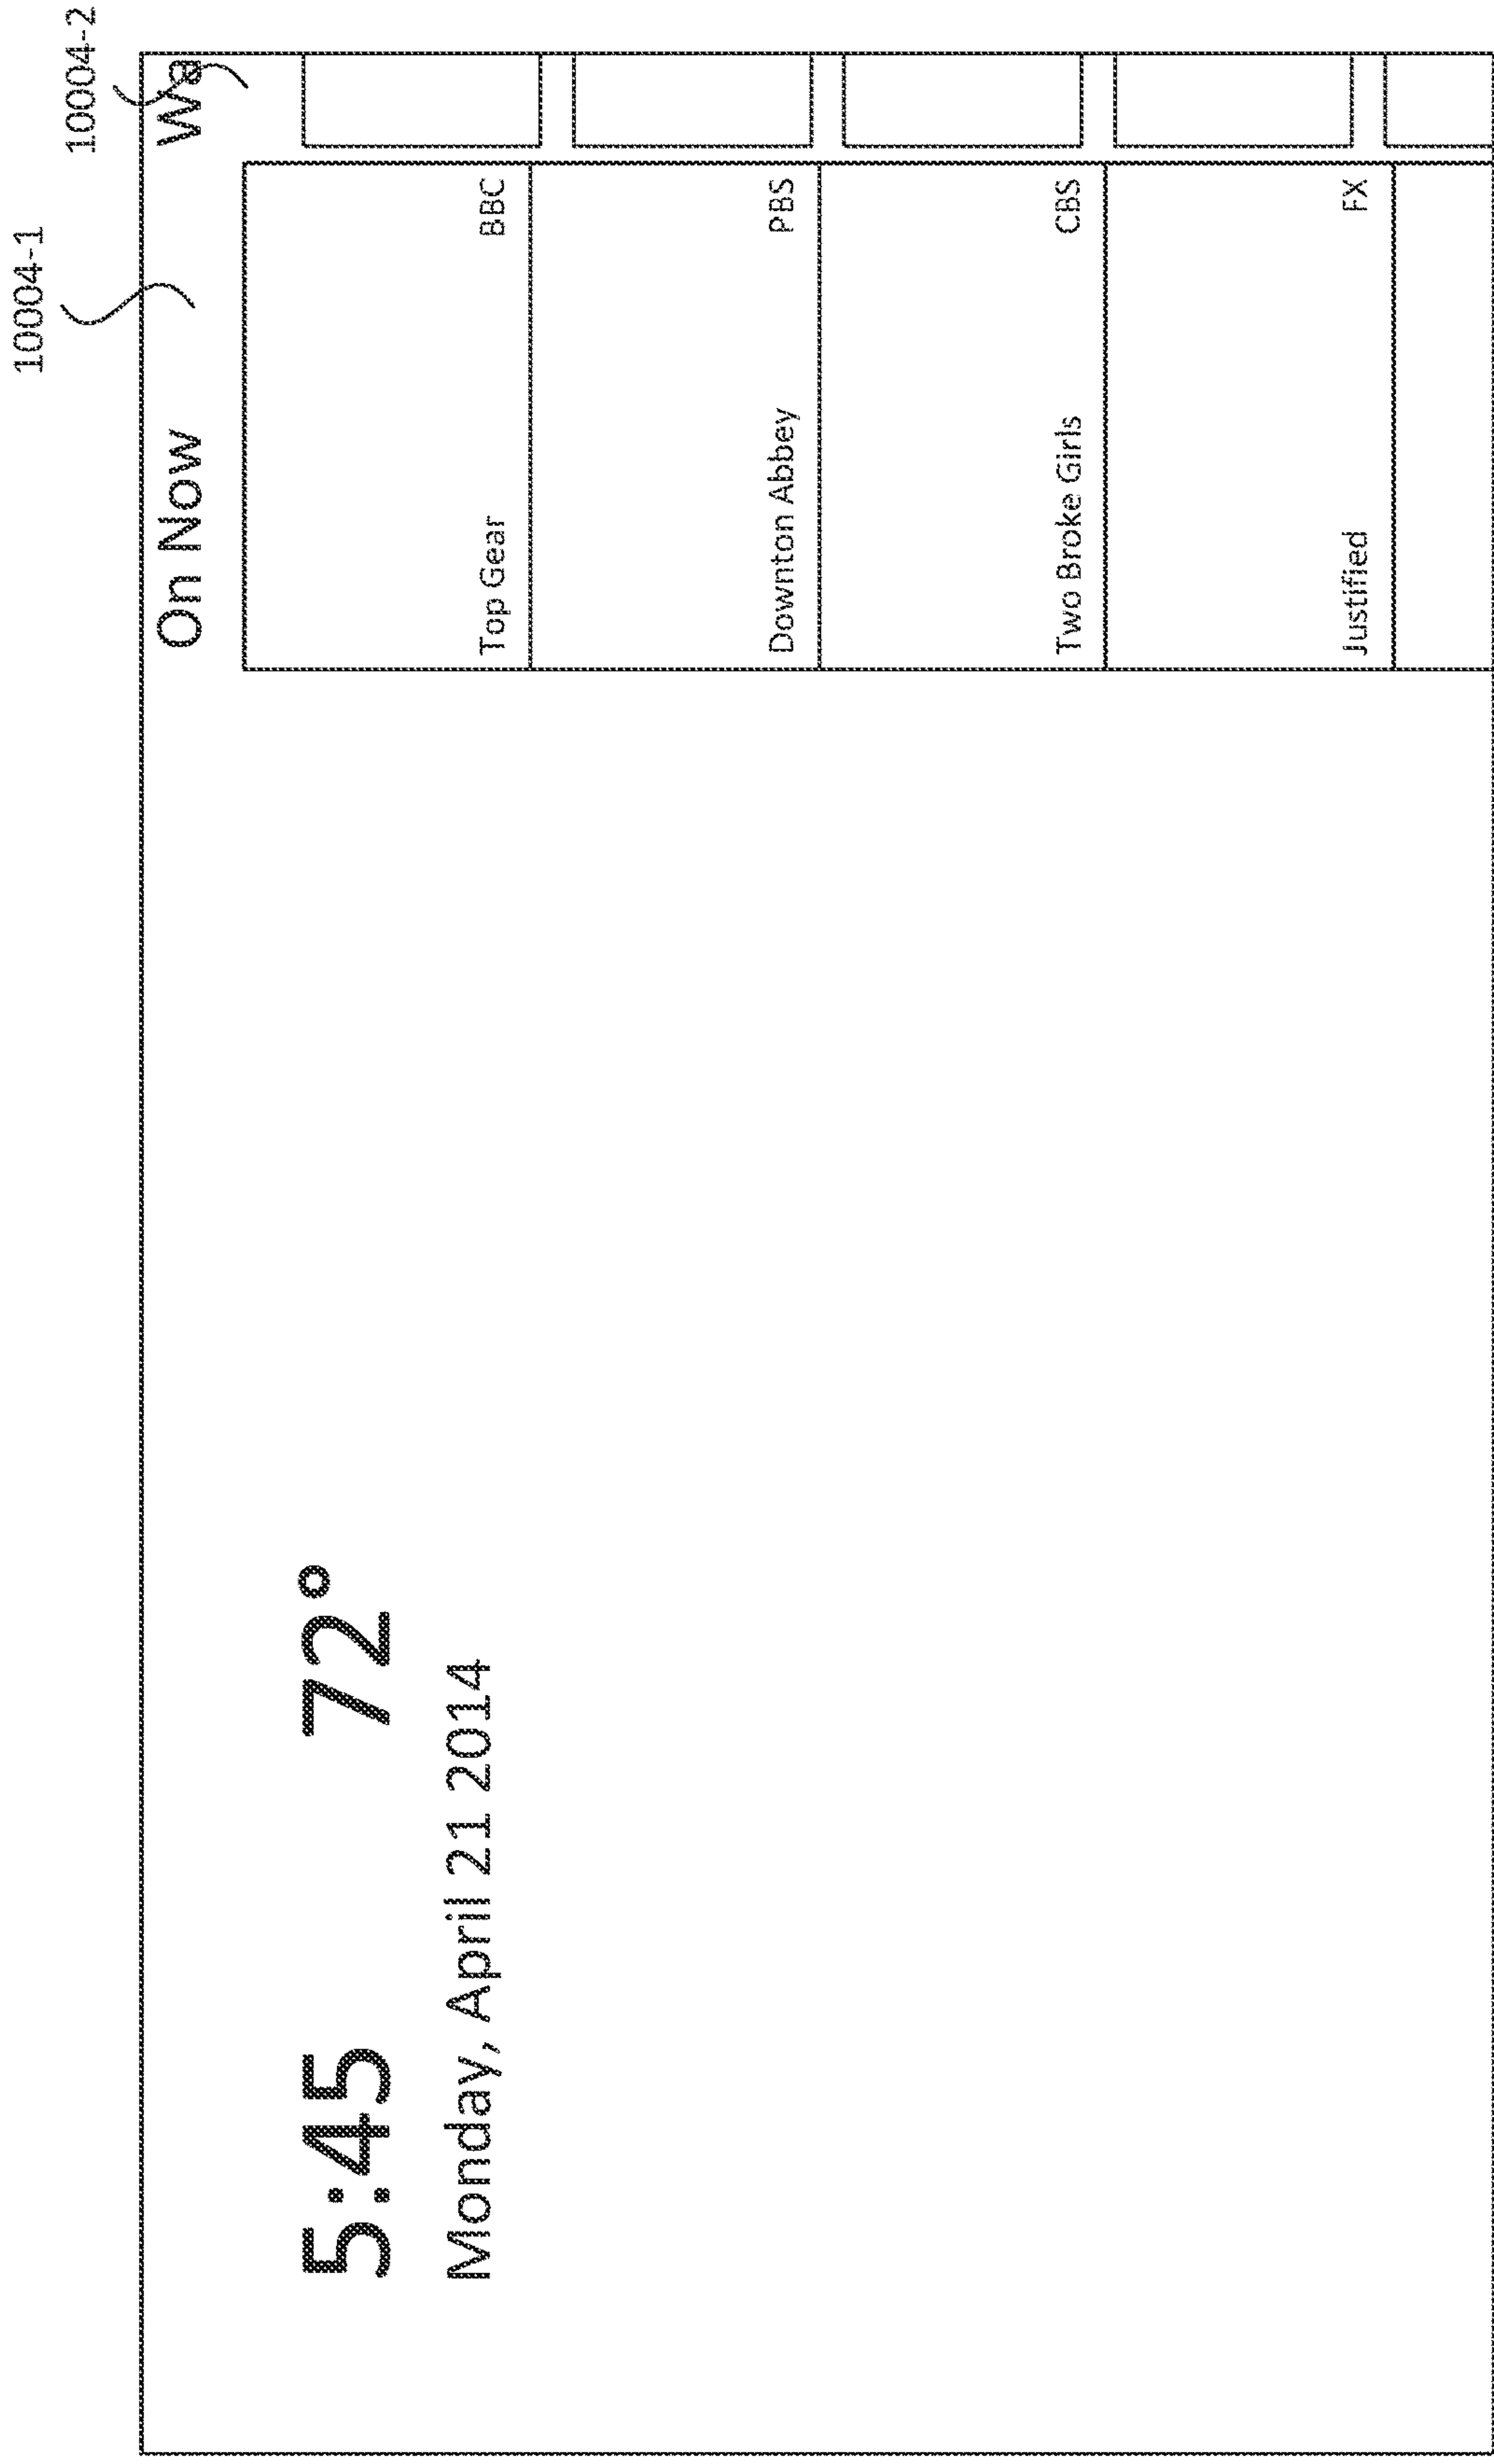 10004-1
10004-2
On Now
Wa
5:45 72°
Monday, April 21 2014
Top Gear BBC
Downton Abbey PBS
Two Broke Girls CBS
Justified FX